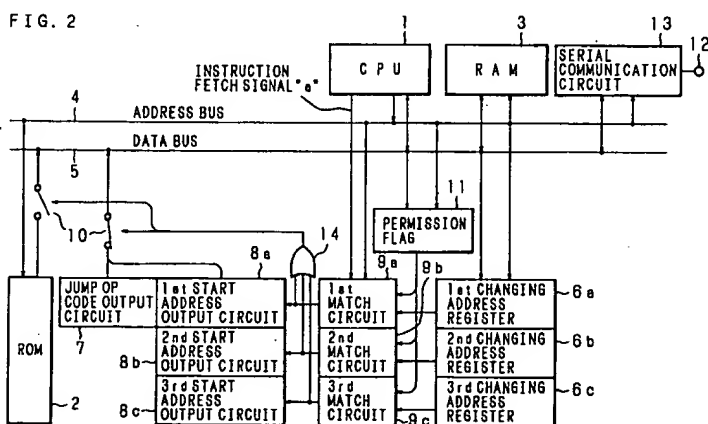 FIG. 2
1
3
13
12
CPU
RAM
SERIAL
COMMUNICATION
CIRCUIT
INSTRUCTION
FETCH SIGNAL "a"
4
ADDRESS BUS
5
DATA BUS
10
14
11
PERMISSION
FLAG
8a
9a
9b
JUMP OP
CODE OUTPUT
CIRCUIT
7
1st START
ADDRESS
OUTPUT CIRCUIT
1st
MATCH
CIRCUIT
1st CHANGING
ADDRESS
REGISTER
6a
ROM
2
8b
2nd START
ADDRESS
OUTPUT CIRCUIT
2nd
MATCH
CIRCUIT
2nd CHANGING
ADDRESS
REGISTER
6b
8c
3rd START
ADDRESS
OUTPUT CIRCUIT
3rd
MATCH
CIRCUIT
9c
3rd CHANGING
ADDRESS
REGISTER
6c